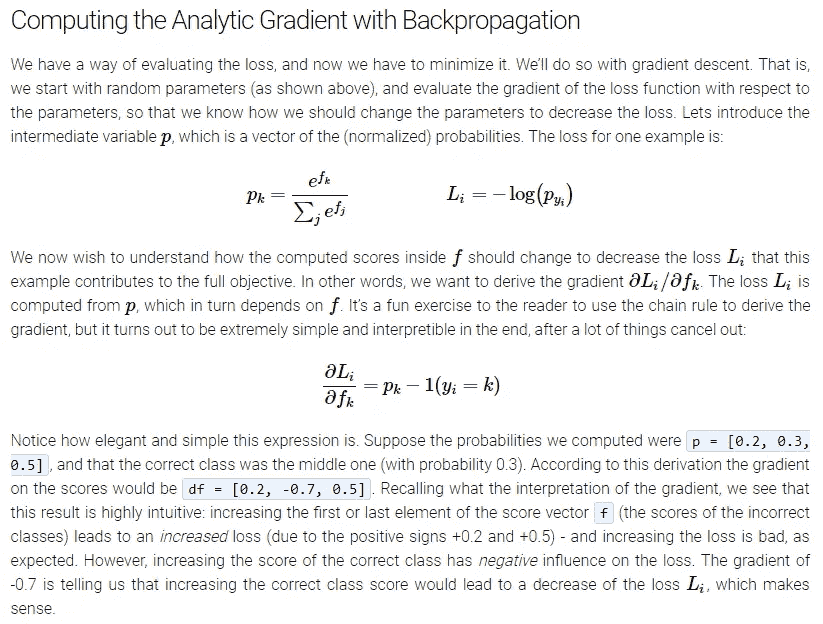 Computing the Analytic Gradient with Backpropagation
We have a way of evaluating the loss, and now we have to minimize it. We'll do so with gradient descent. That is,
we start with random parameters (as shown above), and evaluate the gradient of the loss function with respect to
the parameters, so that we know how we should change the parameters to decrease the loss. Lets introduce the
intermediate variable p, which is a vector of the (normalized) probabilities. The loss for one example is:
p_k = e^{f_k} / ∑_j e^{f_j}    L_i = − log(p_{y_i})
We now wish to understand how the computed scores inside f should change to decrease the loss L_i that this
example contributes to the full objective. In other words, we want to derive the gradient ∂L_i/∂f_k. The loss L_i is
computed from p, which in turn depends on f. It's a fun exercise to the reader to use the chain rule to derive the
gradient, but it turns out to be extremely simple and interpretible in the end, after a lot of things cancel out:
∂L_i / ∂f_k = p_k − 1(y_i = k)
Notice how elegant and simple this expression is. Suppose the probabilities we computed were p = [0.2, 0.3,
0.5], and that the correct class was the middle one (with probability 0.3). According to this derivation the gradient
on the scores would be df = [0.2, -0.7, 0.5]. Recalling what the interpretation of the gradient, we see that
this result is highly intuitive: increasing the first or last element of the score vector f (the scores of the incorrect
classes) leads to an increased loss (due to the positive signs +0.2 and +0.5) - and increasing the loss is bad, as
expected. However, increasing the score of the correct class has negative influence on the loss. The gradient of
-0.7 is telling us that increasing the correct class score would lead to a decrease of the loss L_i, which makes
sense.